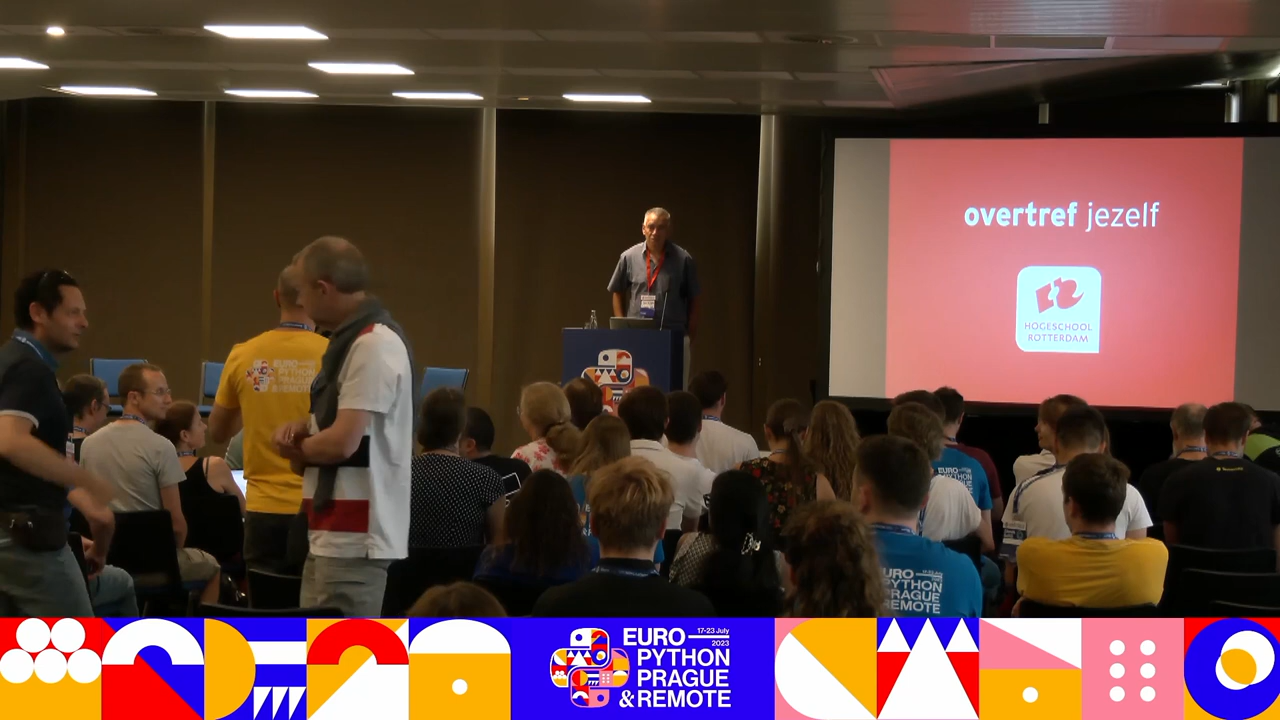 overtref jezelf
HOGESCHOOL
ROTTERDAM
EURO
PYTHON
PRAGUE
& REMOTE
EURO
PYTHON
PRAGUE
& REMOTE
17-23 July
2023
EURO
PYTHON
PRAGUE
&REMOTE